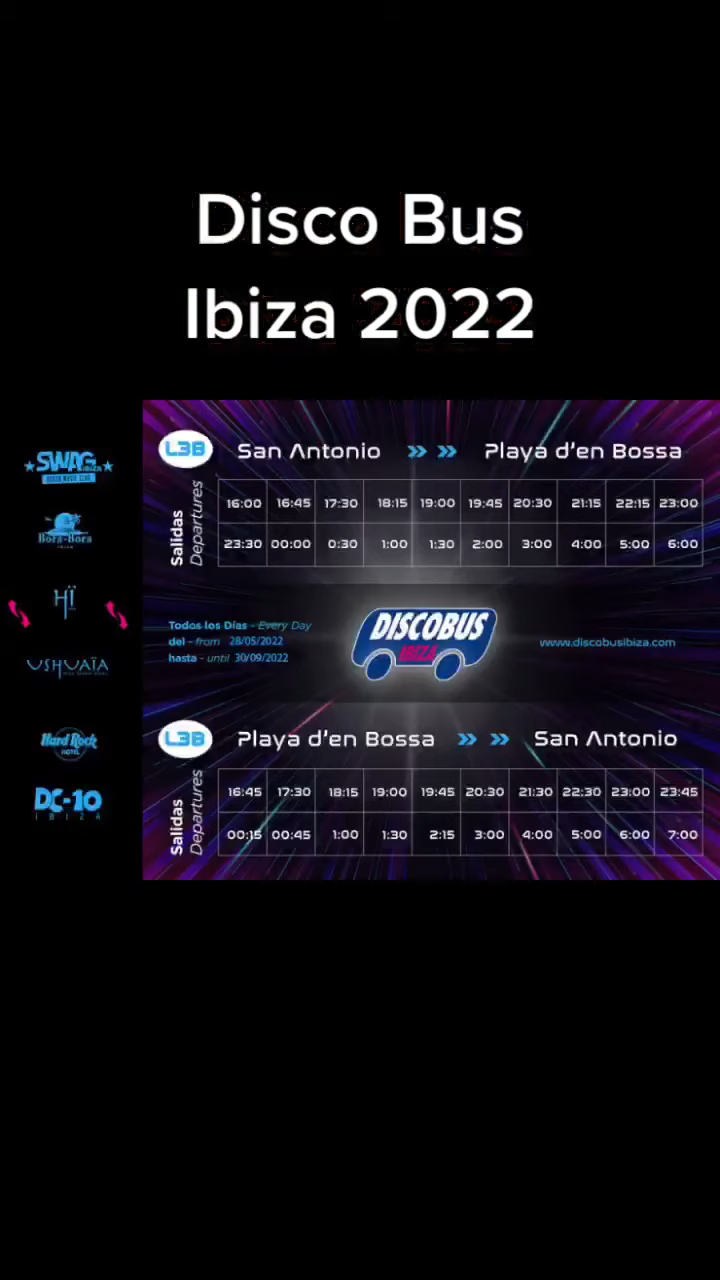 Disco Bus
Ibiza 2022
SWAG IBIZA
Bora-Bora
IBIZA
HÏ
USHUAÏA
Hard Rock
HOTEL
DC-10
IBIZA
L3B San Antonio >> >> Playa d'en Bossa
Salidas
Departures
16:00 16:45 17:30 18:15 19:00 19:45 20:30 21:15 22:15 23:00
23:30 00:00 0:30 1:00 1:30 2:00 3:00 4:00 5:00 6:00
Todos los Días - Every Day
del - from 28/05/2022
hasta - until 30/09/2022
DISCOBUS
IBIZA
www.discobusibiza.com
L3B Playa d'en Bossa >> >> San Antonio
Salidas
Departures
16:45 17:30 18:15 19:00 19:45 20:30 21:30 22:30 23:00 23:45
00:15 00:45 1:00 1:30 2:15 3:00 4:00 5:00 6:00 7:00